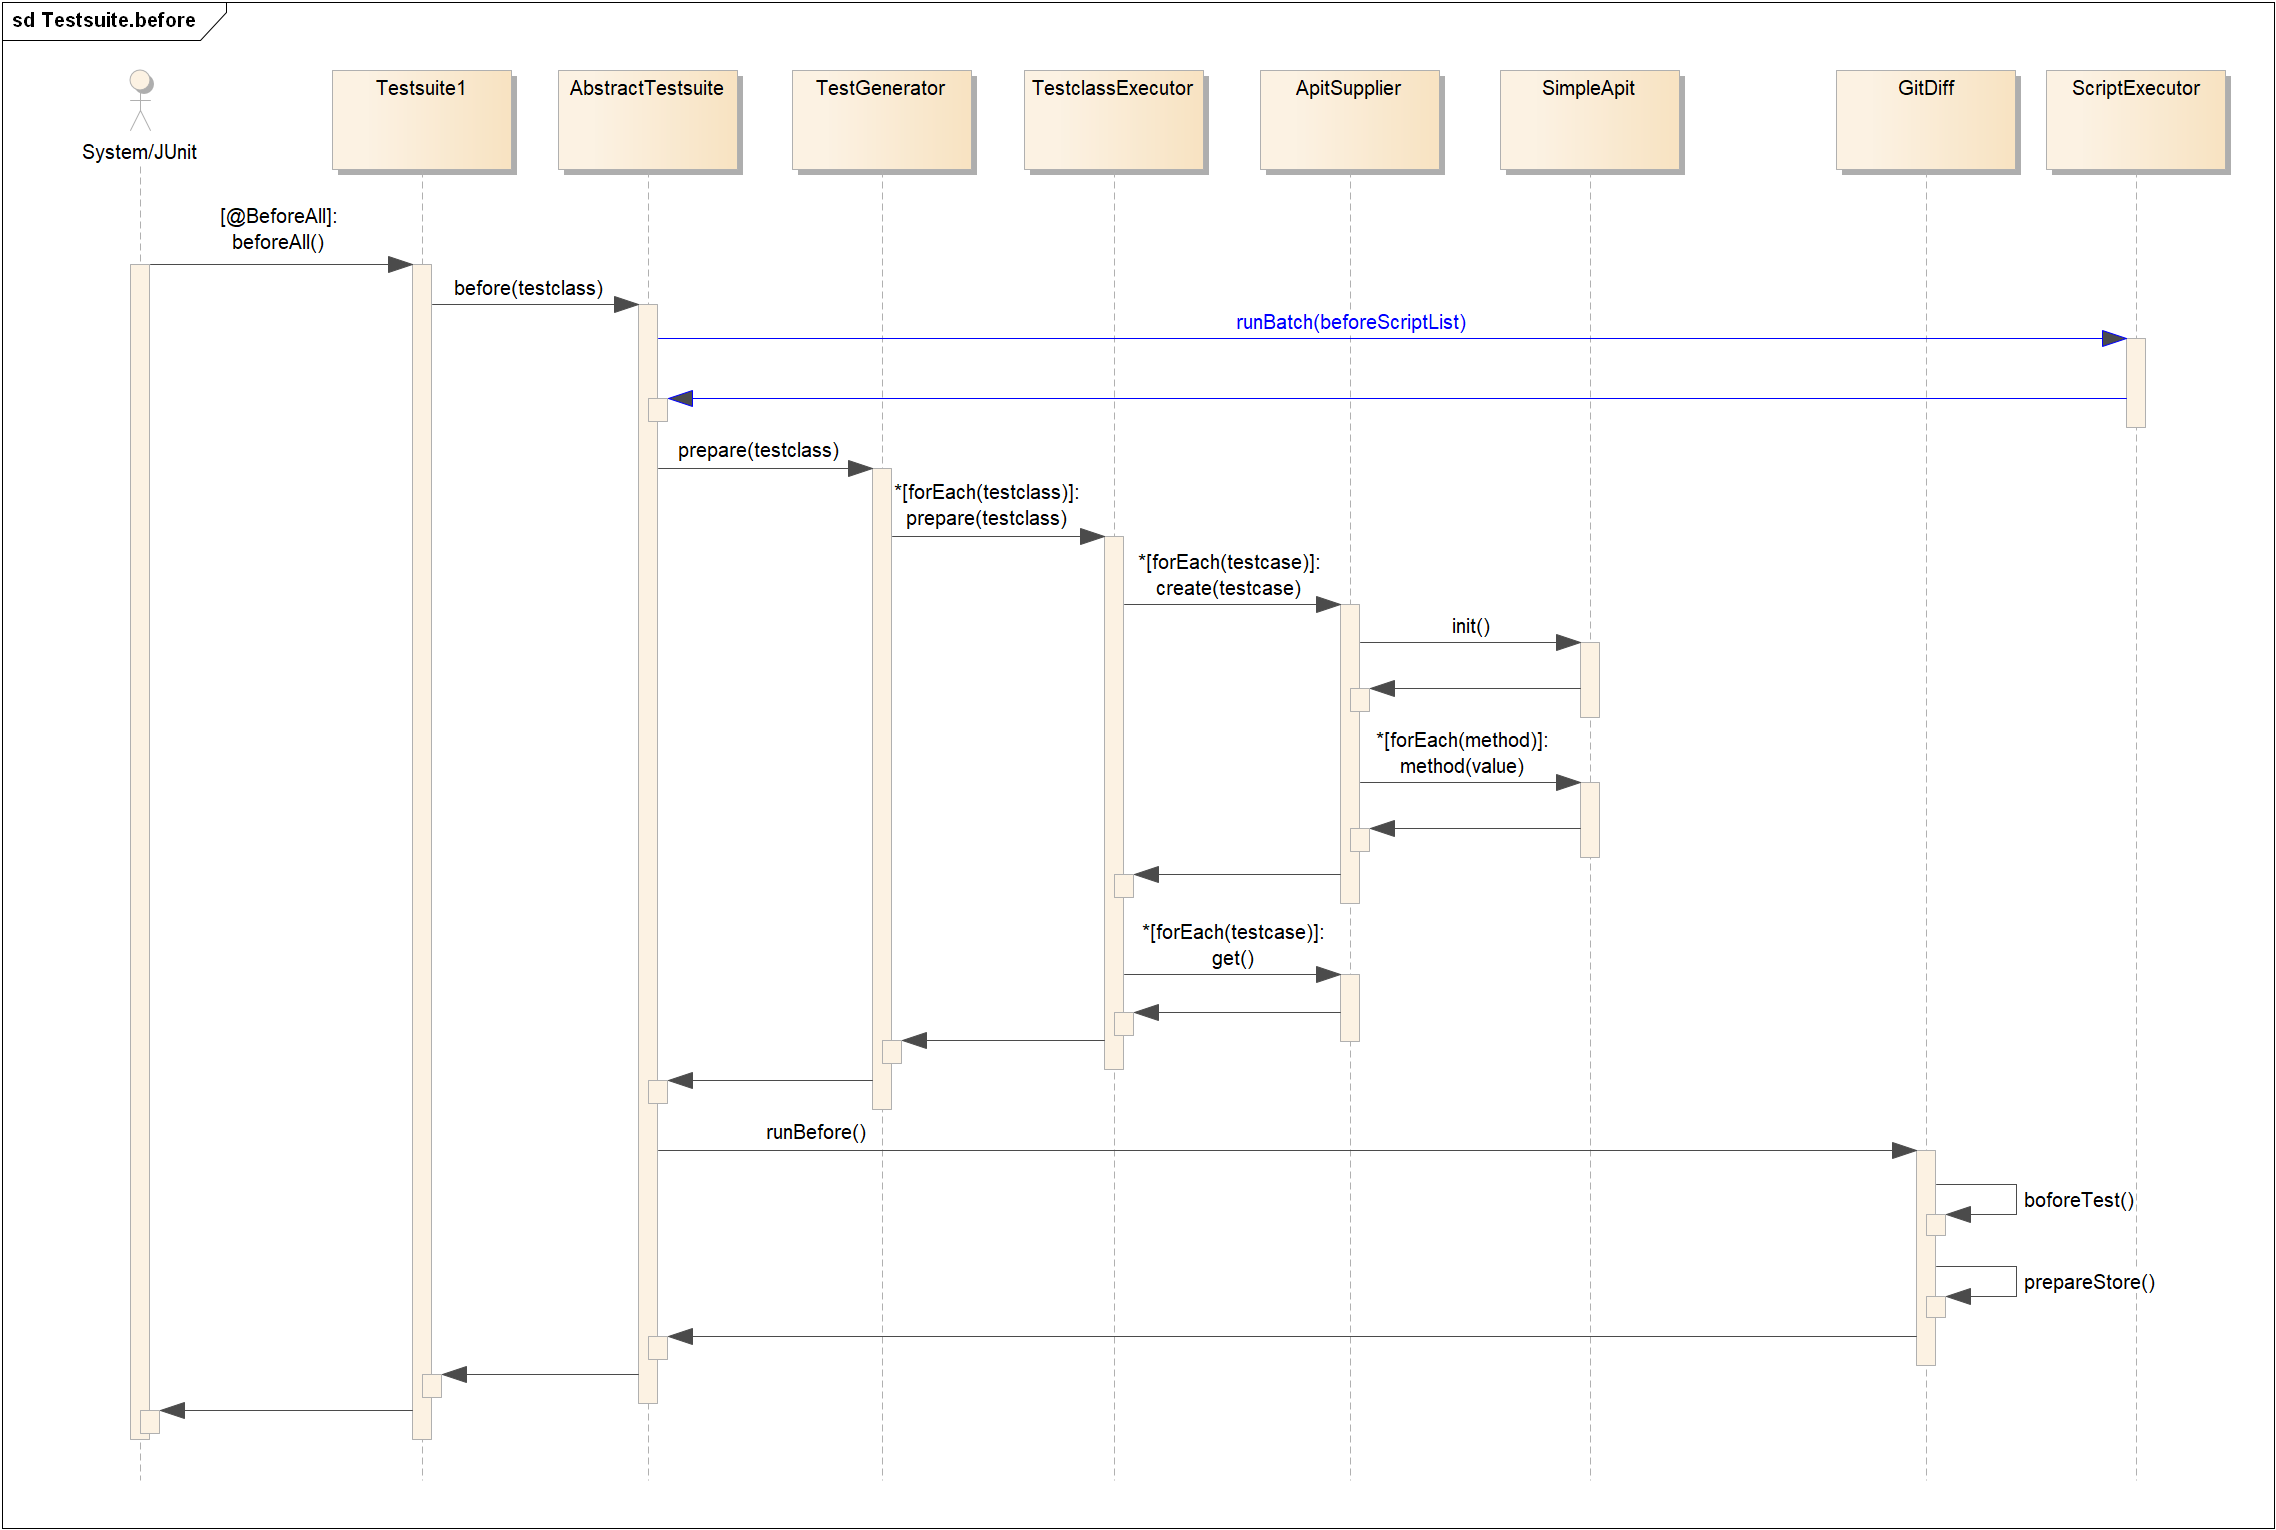 sd Testsuite.before
System/JUnit
Testsuite1
AbstractTestsuite
TestGenerator
TestclassExecutor
ApitSupplier
SimpleApit
GitDiff
ScriptExecutor
[@BeforeAll]:
beforeAll()
before(testclass)
runBatch(beforeScriptList)
prepare(testclass)
*[forEach(testclass)]:
prepare(testclass)
*[forEach(testcase)]:
create(testcase)
init()
*[forEach(method)]:
method(value)
*[forEach(testcase)]:
get()
runBefore()
boforeTest()
prepareStore()